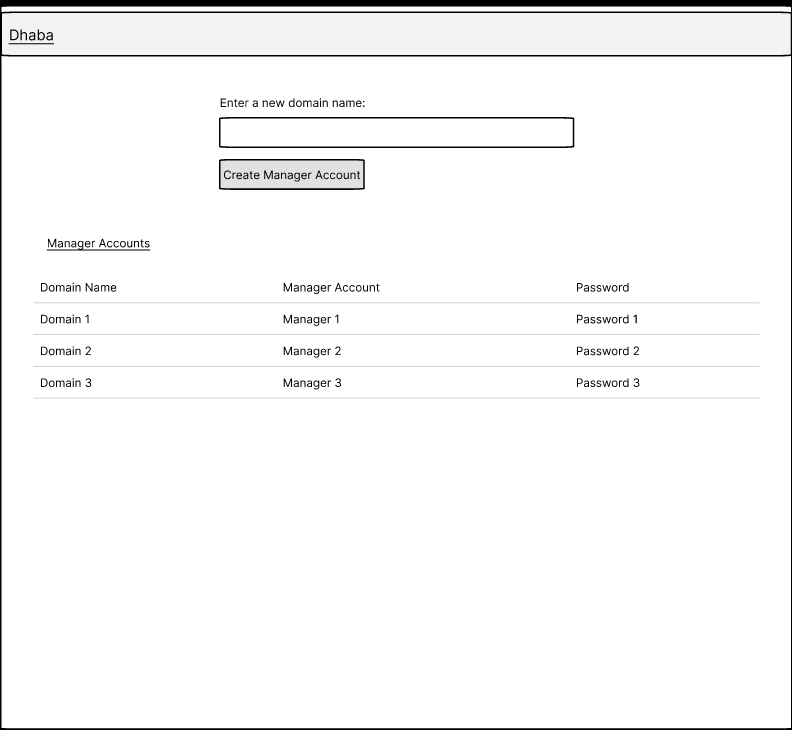 Dhaba
Enter a new domain name:
Create Manager Account
Manager Accounts
Domain Name Manager Account Password
Domain 1 Manager 1 Password 1
Domain 2 Manager 2 Password 2
Domain 3 Manager 3 Password 3